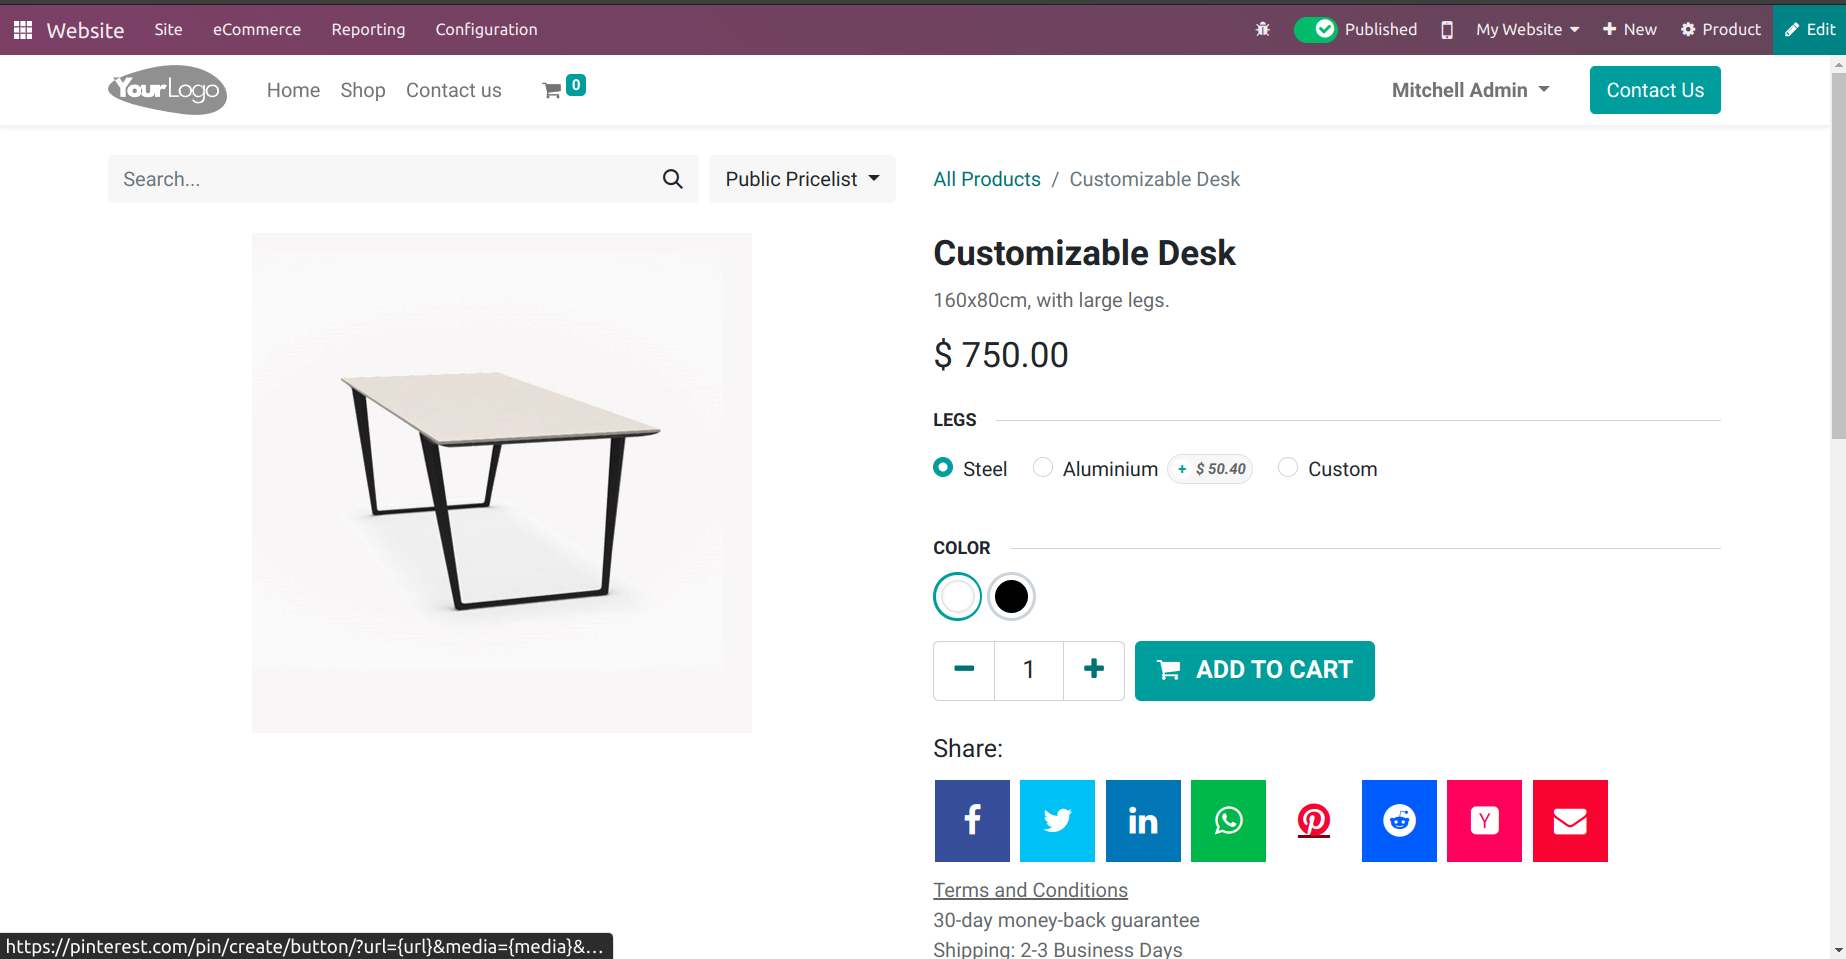 Website Site eCommerce Reporting Configuration Published My Website New Product Edit
YourLogo Home Shop Contact us 0 Mitchell Admin Contact Us
Search... Public Pricelist All Products / Customizable Desk
Customizable Desk
160x80cm, with large legs.
$ 750.00
LEGS
Steel Aluminium + $ 50.40 Custom
COLOR
1 ADD TO CART
Share:
Y
Terms and Conditions
30-day money-back guarantee
Shipping: 2-3 Business Days
https://pinterest.com/pin/create/button/?url={url}&media={media}&...